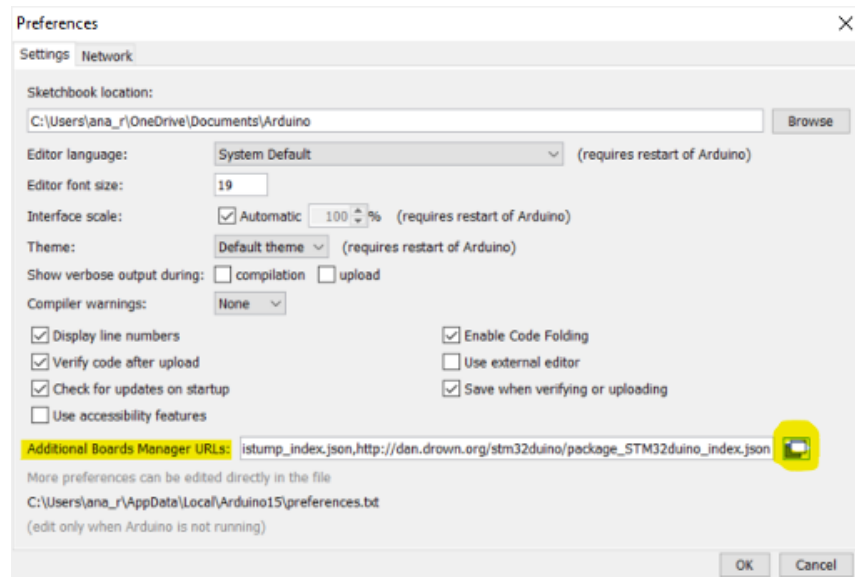 Preferences
Settings Network
Sketchbook location:
C:\Users\ana_r\OneDrive\Documents\Arduino Browse
Editor language: System Default (requires restart of Arduino)
Editor font size: 19
Interface scale: Automatic 100 % (requires restart of Arduino)
Theme: Default theme (requires restart of Arduino)
Show verbose output during: compilation upload
Compiler warnings: None
Display line numbers Enable Code Folding
Verify code after upload Use external editor
Check for updates on startup Save when verifying or uploading
Use accessibility features
Additional Boards Manager URLs: istump_index.json,http://dan.drown.org/stm32duino/package_STM32duino_index.json
More preferences can be edited directly in the file
C:\Users\ana_r\AppData\Local\Arduino15\preferences.txt
(edit only when Arduino is not running)
OK Cancel